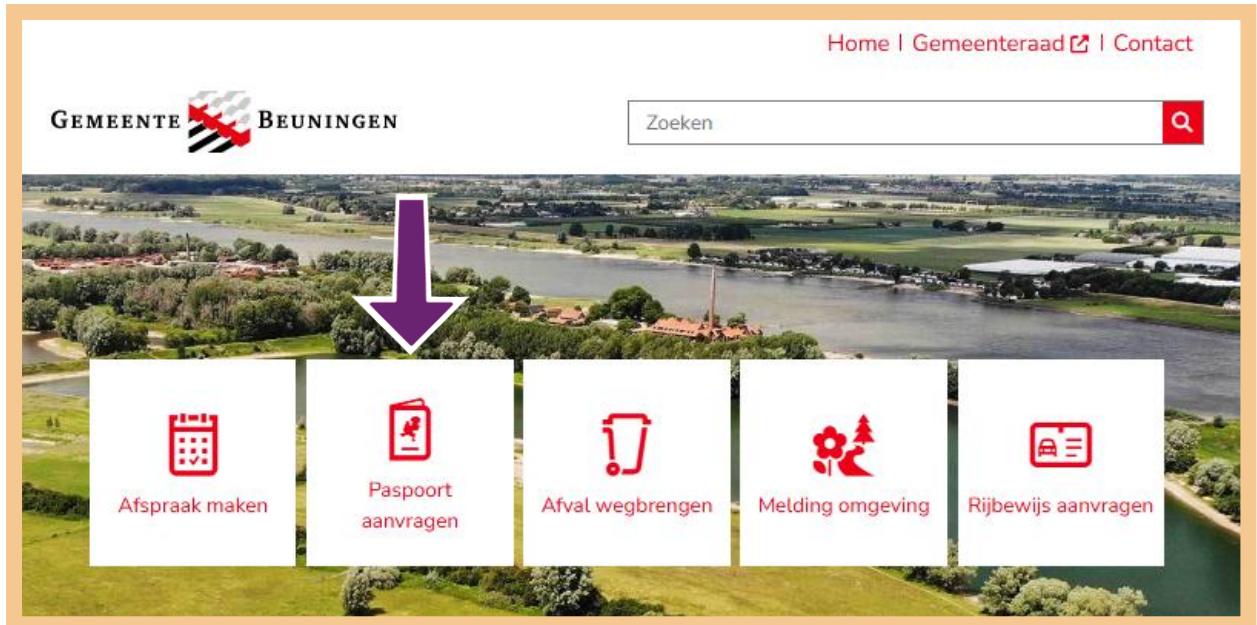 Home | Gemeenteraad | Contact
GEMEENTE BEUNINGEN
Zoeken
Afspraak maken
Paspoort
aanvragen
Afval wegbrengen
Melding omgeving
Rijbewijs aanvragen